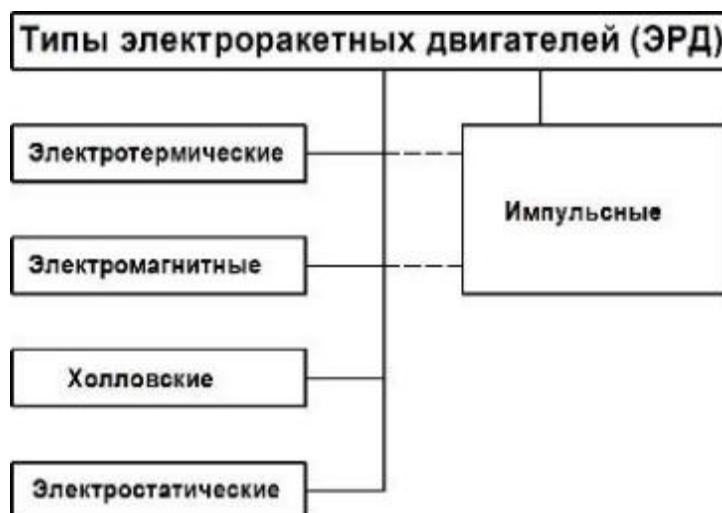 Типы электроракетных двигателей (ЭРД)
Электротермические
Импульсные
Электромагнитные
Холловские
Электростатические